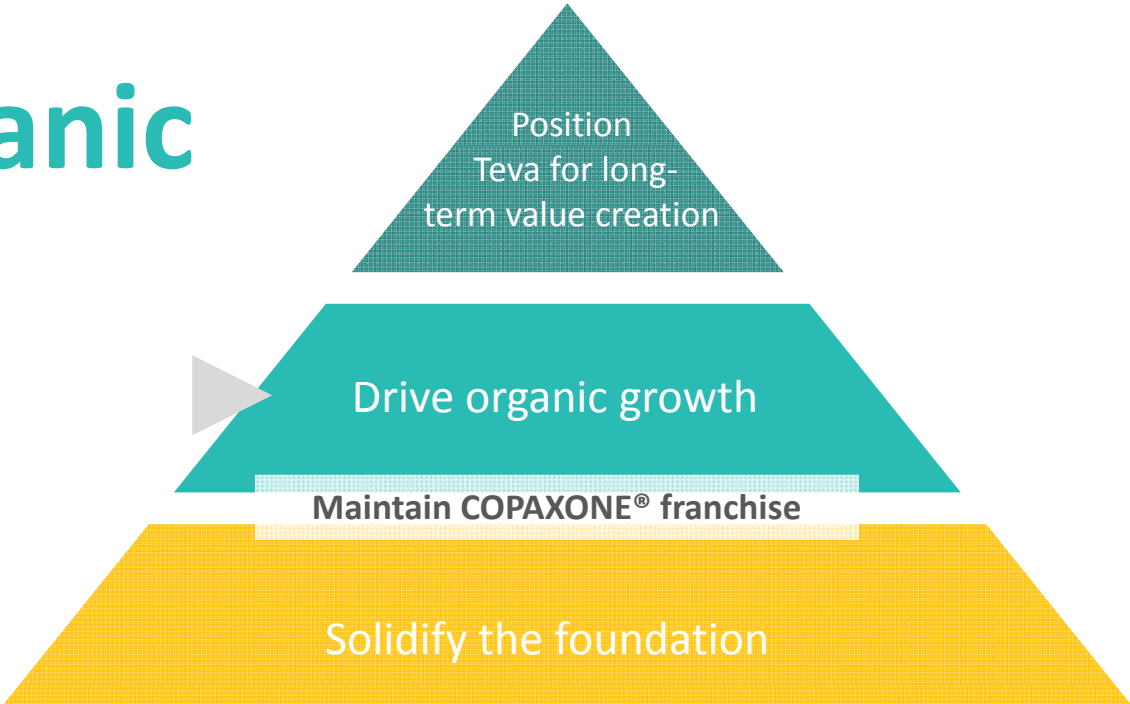 anic
Position
Teva for long-
term value creation
Drive organic growth
Maintain COPAXONE® franchise
Solidify the foundation